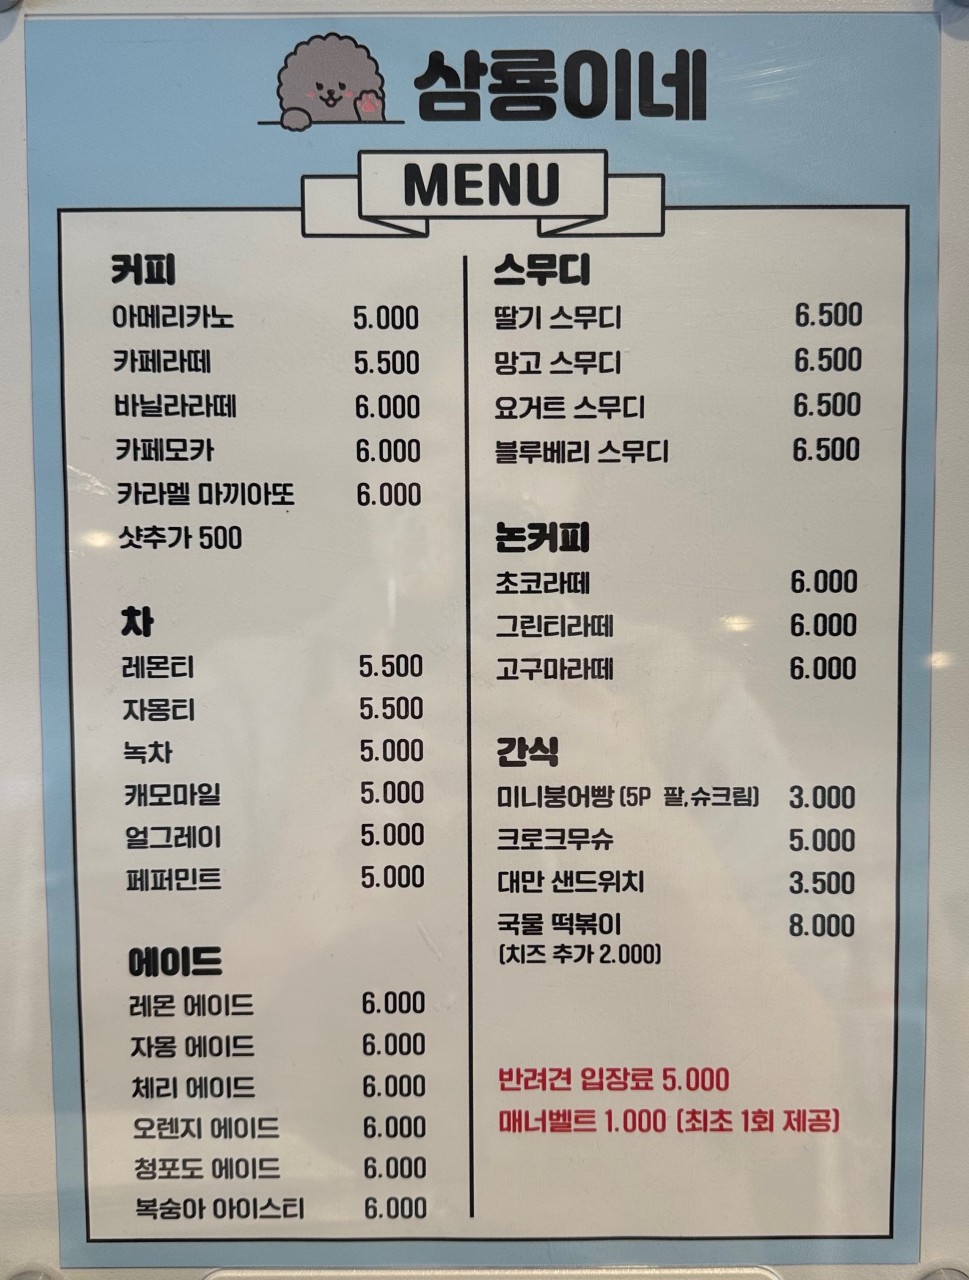 삼룡이네
MENU
커피
아메리카노 5.000
카페라떼 5.500
바닐라라떼 6.000
카페모카 6.000
카라멜 마끼아또 6.000
샷추가 500
차
레몬티 5.500
자몽티 5.500
녹차 5.000
캐모마일 5.000
얼그레이 5.000
페퍼민트 5.000
에이드
레몬 에이드 6.000
자몽 에이드 6.000
체리 에이드 6.000
오렌지 에이드 6.000
청포도 에이드 6.000
복숭아 아이스티 6.000
스무디
딸기 스무디 6.500
망고 스무디 6.500
요거트 스무디 6.500
블루베리 스무디 6.500
논커피
초코라떼 6.000
그린티라떼 6.000
고구마라떼 6.000
간식
미니붕어빵 (5P 팥,슈크림) 3.000
크로크무슈 5.000
대만 샌드위치 3.500
국물 떡볶이 8.000
(치즈 추가 2.000)
반려견 입장료 5.000
매너벨트 1.000 (최초 1회 제공)